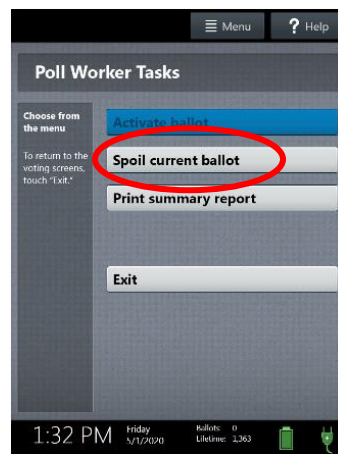 Menu ? Help
Poll Worker Tasks
Choose from
the menu
To return to the
voting screens,
touch "Exit."
Activate ballot
Spoil current ballot
Print summary report
Exit
1:32 PM Friday Ballots: 0
5/1/2020 Lifetime: 1,363